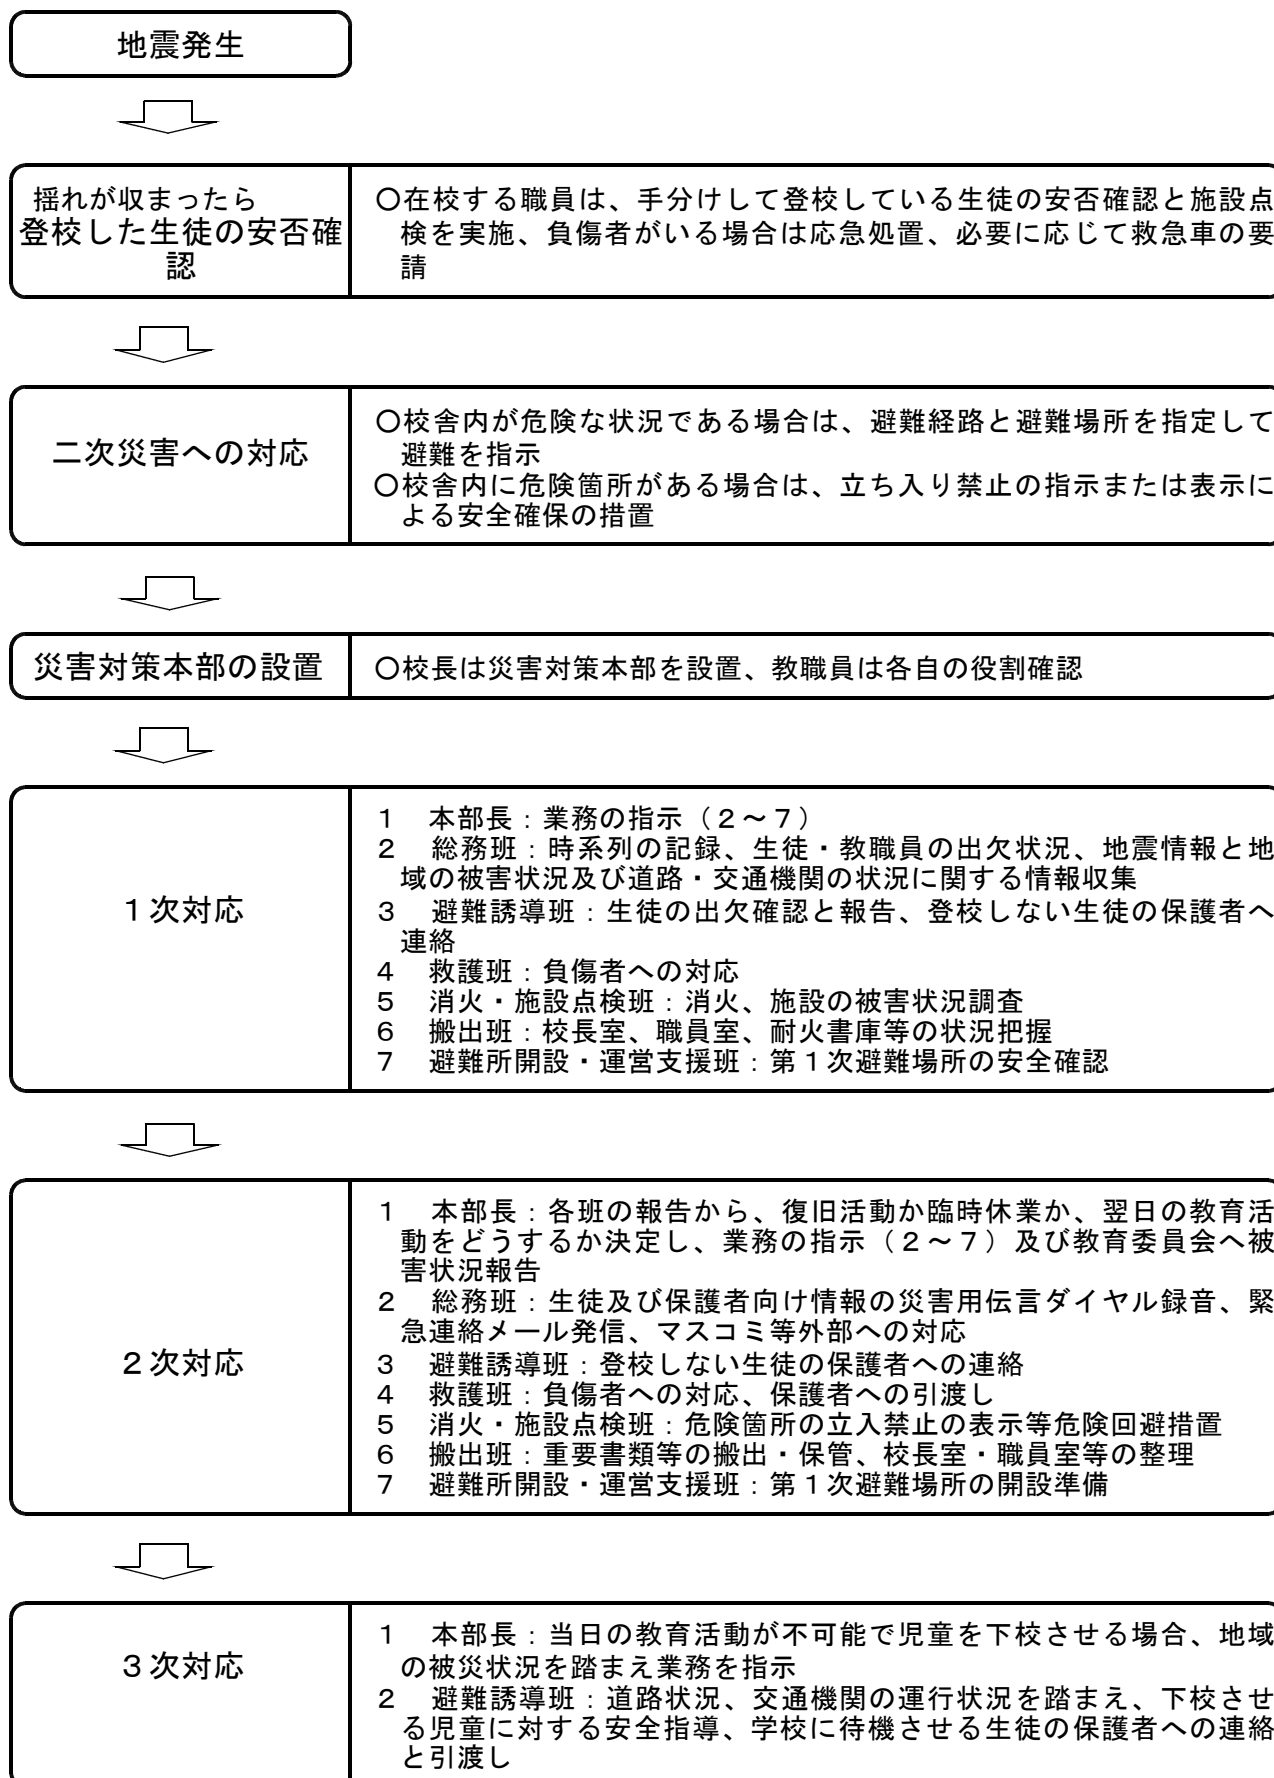 地震発生
揺れが収まったら
登校した生徒の安否確
認
〇在校する職員は、手分けして登校している生徒の安否確認と施設点
検を実施、負傷者がいる場合は応急処置、必要に応じて救急車の要
請
二次災害への対応
〇校舎内が危険な状況である場合は、避難経路と避難場所を指定して
避難を指示
〇校舎内に危険箇所がある場合は、立ち入り禁止の指示または表示に
よる安全確保の措置
災害対策本部の設置
〇校長は災害対策本部を設置、教職員は各自の役割確認
1次対応
1 本部長：業務の指示（2～7）
2 総務班：時系列の記録、生徒・教職員の出欠状況、地震情報と地
域の被害状況及び道路・交通機関の状況に関する情報収集
3 避難誘導班：生徒の出欠確認と報告、登校しない生徒の保護者へ
連絡
4 救護班：負傷者への対応
5 消火・施設点検班：消火、施設の被害状況調査
6 搬出班：校長室、職員室、耐火書庫等の状況把握
7 避難所開設・運営支援班：第1次避難場所の安全確認
2次対応
1 本部長：各班の報告から、復旧活動か臨時休業か、翌日の教育活
動をどうするか決定し、業務の指示（2～7）及び教育委員会へ被
害状況報告
2 総務班：生徒及び保護者向け情報の災害用伝言ダイヤル録音、緊
急連絡メール発信、マスコミ等外部への対応
3 避難誘導班：登校しない生徒の保護者への連絡
4 救護班：負傷者への対応、保護者への引渡し
5 消火・施設点検班：危険箇所の立入禁止の表示等危険回避措置
6 搬出班：重要書類等の搬出・保管、校長室・職員室等の整理
7 避難所開設・運営支援班：第1次避難場所の開設準備
3次対応
1 本部長：当日の教育活動が不可能で児童を下校させる場合、地域
の被災状況を踏まえ業務を指示
2 避難誘導班：道路状況、交通機関の運行状況を踏まえ、下校させ
る児童に対する安全指導、学校に待機させる生徒の保護者への連絡
と引渡し